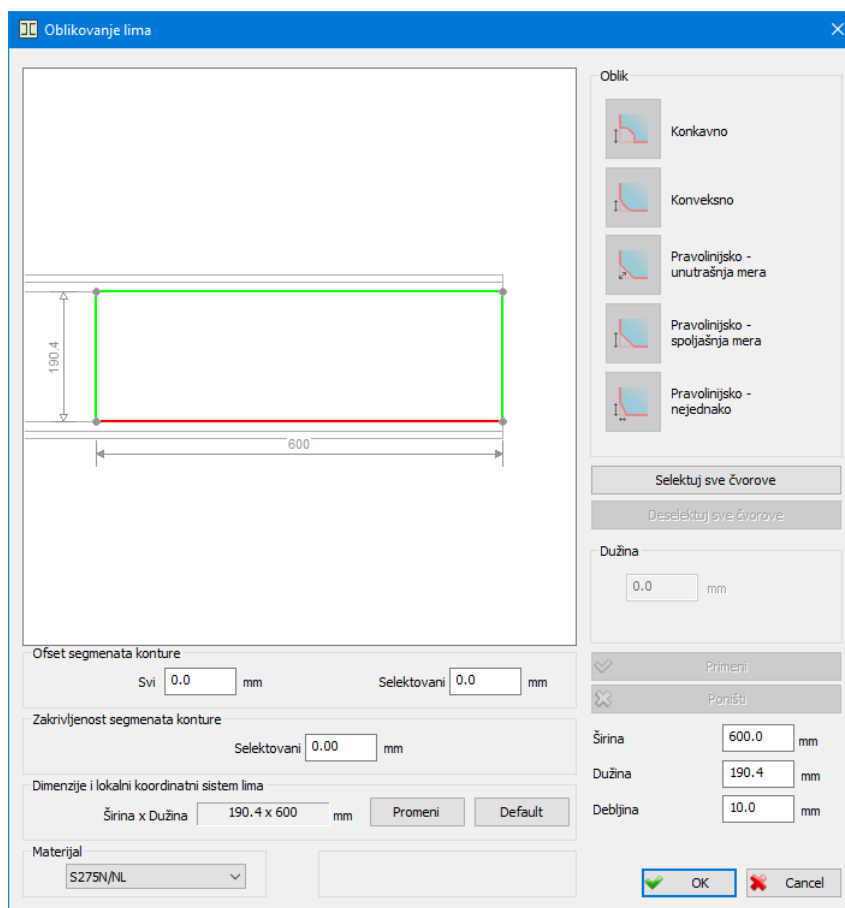 Oblikovanje lima
190.4
600
Oblik
Konkavno
Konveksno
Pravolinijsko -
unutrašnja mera
Pravolinijsko -
spoljašnja mera
Pravolinijsko -
nejednako
Selektuj sve čvorove
Deselektuj sve čvorove
Dužina
0.0 mm
Primeni
Poništi
Širina 600.0 mm
Dužina 190.4 mm
Debljina 10.0 mm
Ofset segmenata konture
Svi 0.0 mm Selektovani 0.0 mm
Zakrivljenost segmenata konture
Selektovani 0.00 mm
Dimenzije i lokalni koordinatni sistem lima
Širina x Dužina 190.4 x 600 mm Promeni Default
Materijal
S275N/NL
OK Cancel